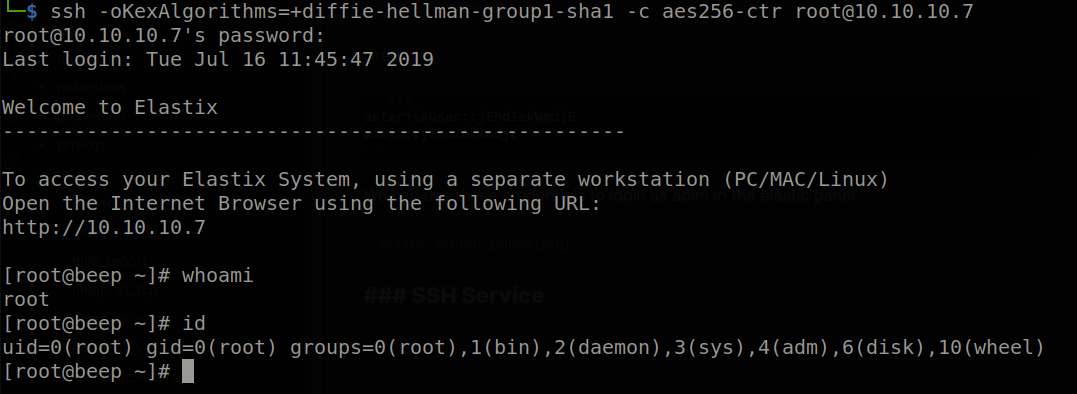 └─$ ssh -oKexAlgorithms=+diffie-hellman-group1-sha1 -c aes256-ctr root@10.10.10.7
root@10.10.10.7's password:
Last login: Tue Jul 16 11:45:47 2019
Welcome to Elastix
----------------------------------------------------
To access your Elastix System, using a separate workstation (PC/MAC/Linux)
Open the Internet Browser using the following URL:
http://10.10.10.7
[root@beep ~]# whoami
root
### SSH Service
[root@beep ~]# id
uid=0(root) gid=0(root) groups=0(root),1(bin),2(daemon),3(sys),4(adm),6(disk),10(wheel)
[root@beep ~]#